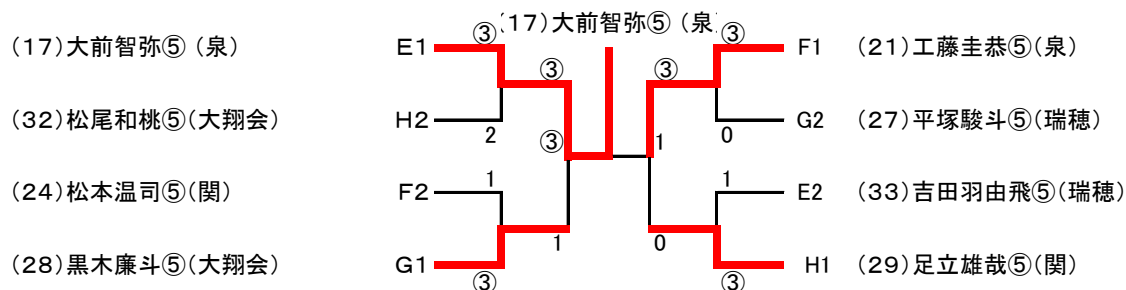 (17)大前智弥⑤ (泉
(17)大前智弥⑤ (泉) E1 ③ ③ F1 (21)工藤圭恭⑤(泉)
③ ③
(32)松尾和桃⑤(大翔会) H2 2 0 G2 (27)平塚駿斗⑤(瑞穂)
③ 1
(24)松本温司⑤(関) F2 1 1 E2 (33)吉田羽由飛⑤(瑞穂)
1 0
(28)黒木廉斗⑤(大翔会) G1 ③ ③ H1 (29)足立雄哉⑤(関)